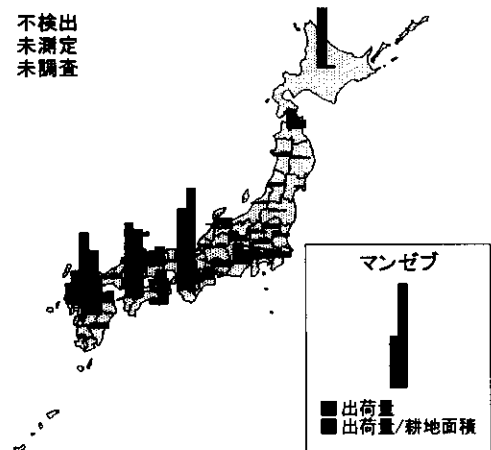 不検出
未測定
未調査
マンゼブ
出荷量
出荷量/耕地面積